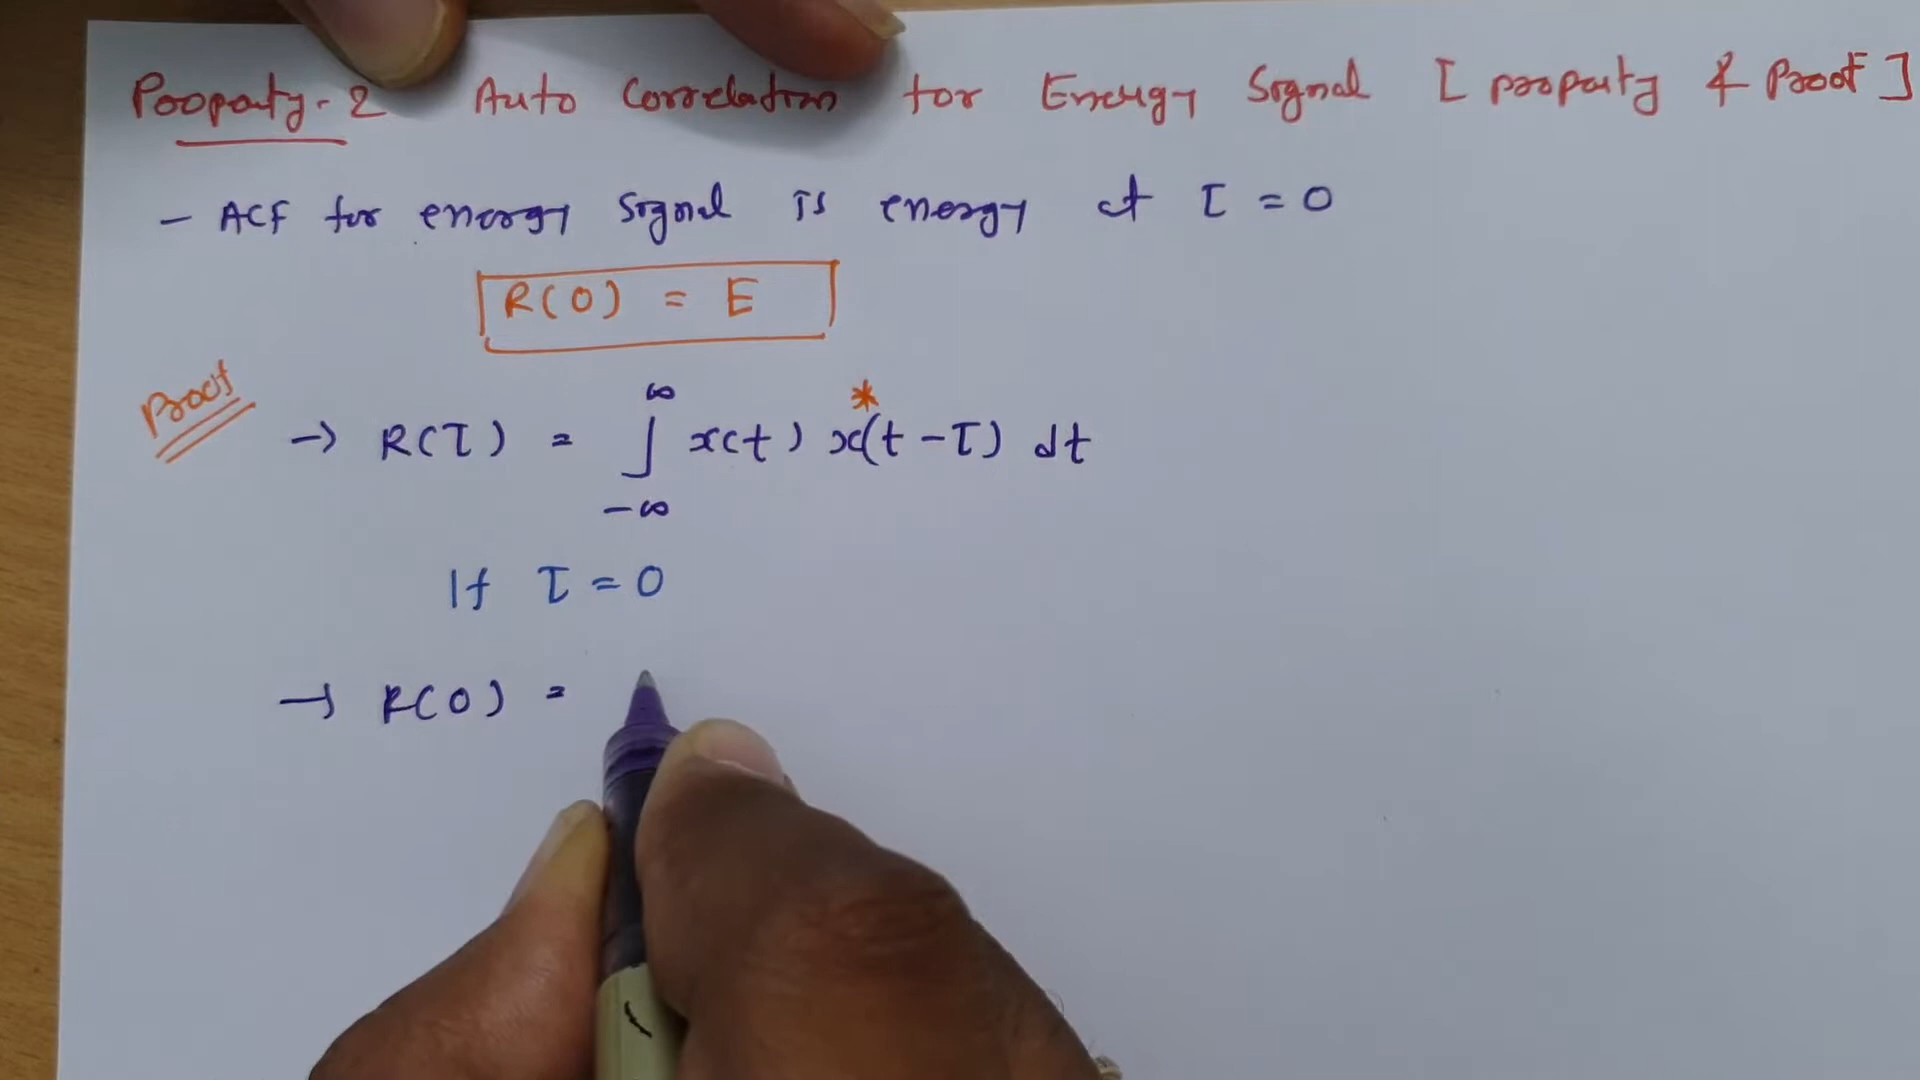 Property-2 Auto Correlation for Energy Signal [property & Proof]
- ACF for energy signal is energy at τ = 0
R(0) = E
Proof
→ R(τ) = ∫_{-∞}^{∞} x(t) x*(t-τ) dt
If τ = 0
→ R(0) =